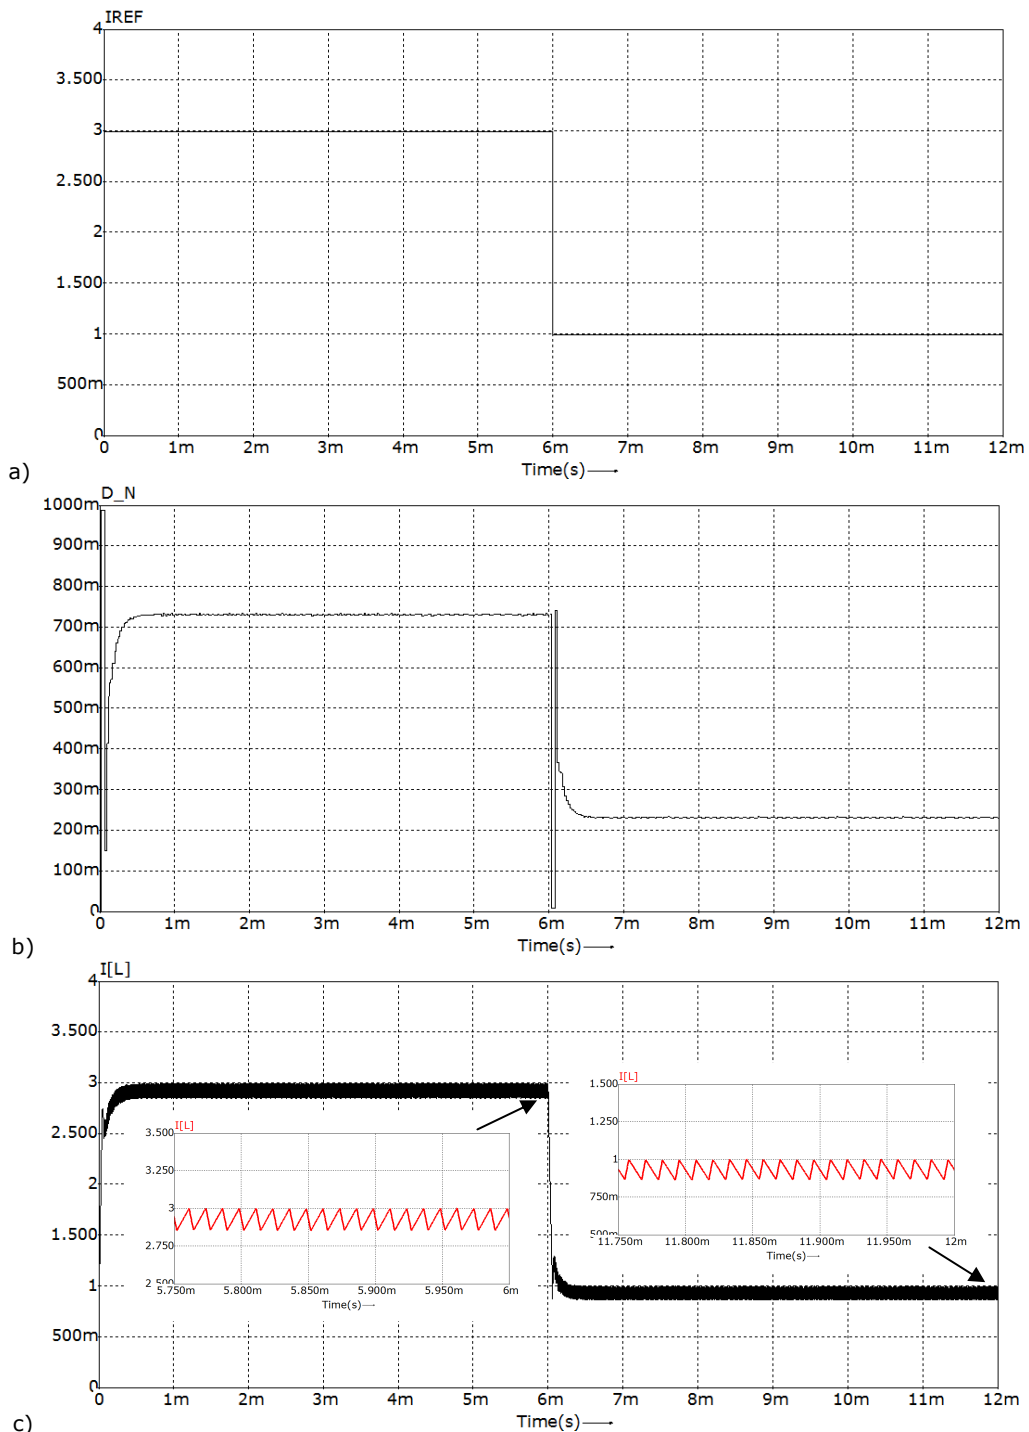 IREF
4
3.500
3
2.500
2
1.500
1
500m
0
0 1m 2m 3m 4m 5m 6m 7m 8m 9m 10m 11m 12m
Time(s)
a)
D_N
1000m
900m
800m
700m
600m
500m
400m
300m
200m
100m
0
0 1m 2m 3m 4m 5m 6m 7m 8m 9m 10m 11m 12m
Time(s)
b)
I[L]
4
3.500
3
2.500
2
1.500
1
500m
0
I[L]
3.500
3.250
3
2.750
2.500
5.750m 5.800m 5.850m 5.900m 5.950m 6m
Time(s)
I[L]
1.500
1.250
1
750m
500m
11.750m 11.800m 11.850m 11.900m 11.950m 12m
Time(s)
0 1m 2m 3m 4m 5m 6m 7m 8m 9m 10m 11m 12m
Time(s)
c)